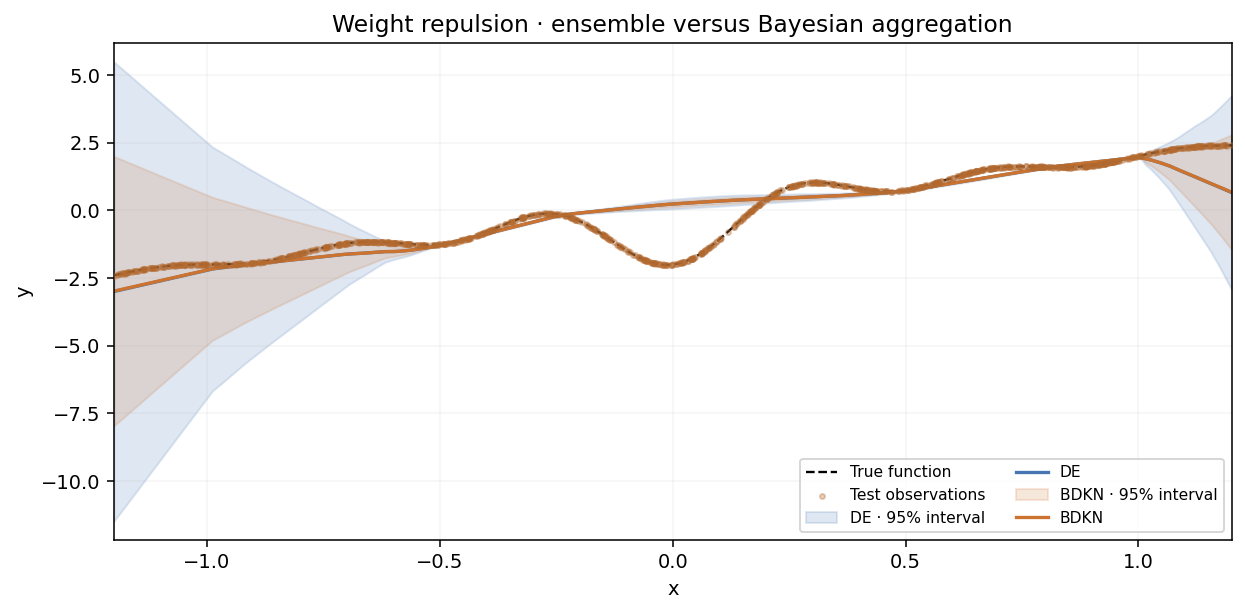 Weight repulsion · ensemble versus Bayesian aggregation
y
5.0
2.5
0.0
−2.5
−5.0
−7.5
−10.0
−1.0
−0.5
0.0
0.5
1.0
x
True function
Test observations
DE · 95% interval
DE
BDKN · 95% interval
BDKN